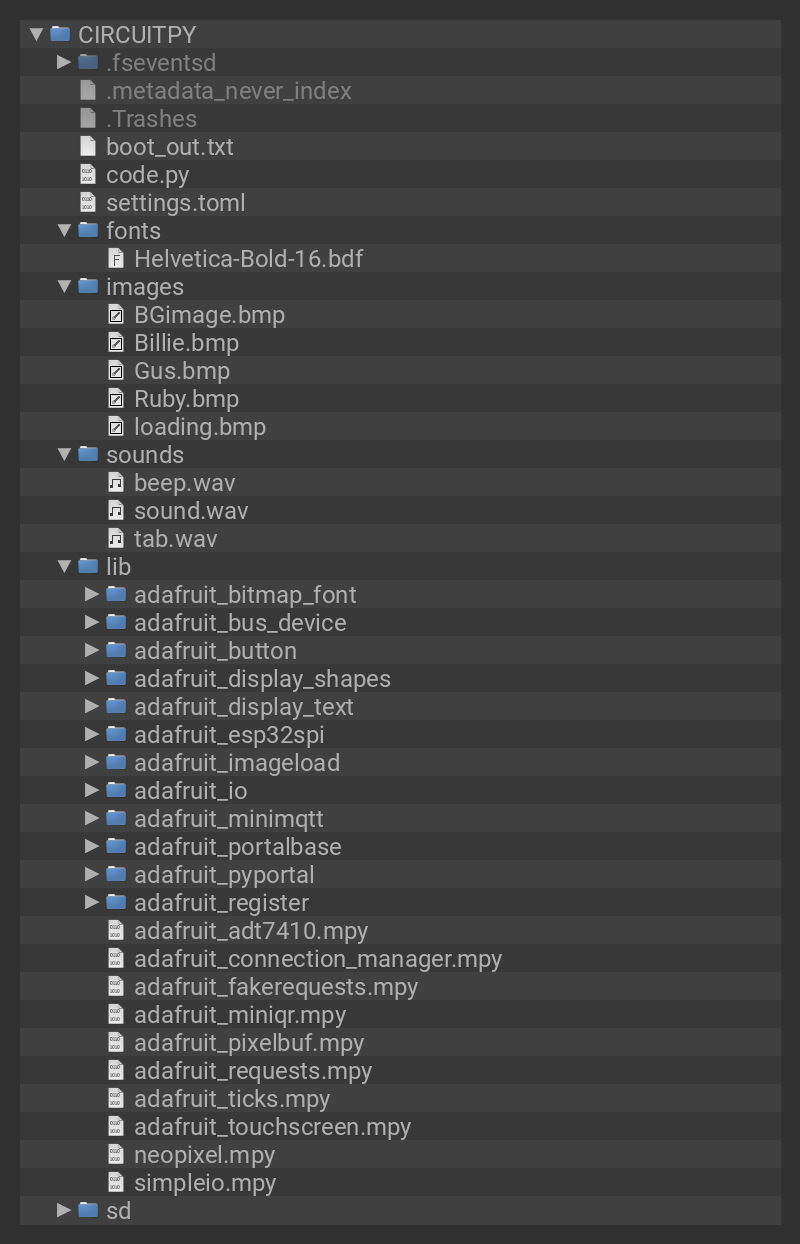 CIRCUITPY
.fseventsd
.metadata_never_index
.Trashes
boot_out.txt
code.py
settings.toml
fonts
Helvetica-Bold-16.bdf
images
BGimage.bmp
Billie.bmp
Gus.bmp
Ruby.bmp
loading.bmp
sounds
beep.wav
sound.wav
tab.wav
lib
adafruit_bitmap_font
adafruit_bus_device
adafruit_button
adafruit_display_shapes
adafruit_display_text
adafruit_esp32spi
adafruit_imageload
adafruit_io
adafruit_minimqtt
adafruit_portalbase
adafruit_pyportal
adafruit_register
adafruit_adt7410.mpy
adafruit_connection_manager.mpy
adafruit_fakerequests.mpy
adafruit_miniqr.mpy
adafruit_pixelbuf.mpy
adafruit_requests.mpy
adafruit_ticks.mpy
adafruit_touchscreen.mpy
neopixel.mpy
simpleio.mpy
sd